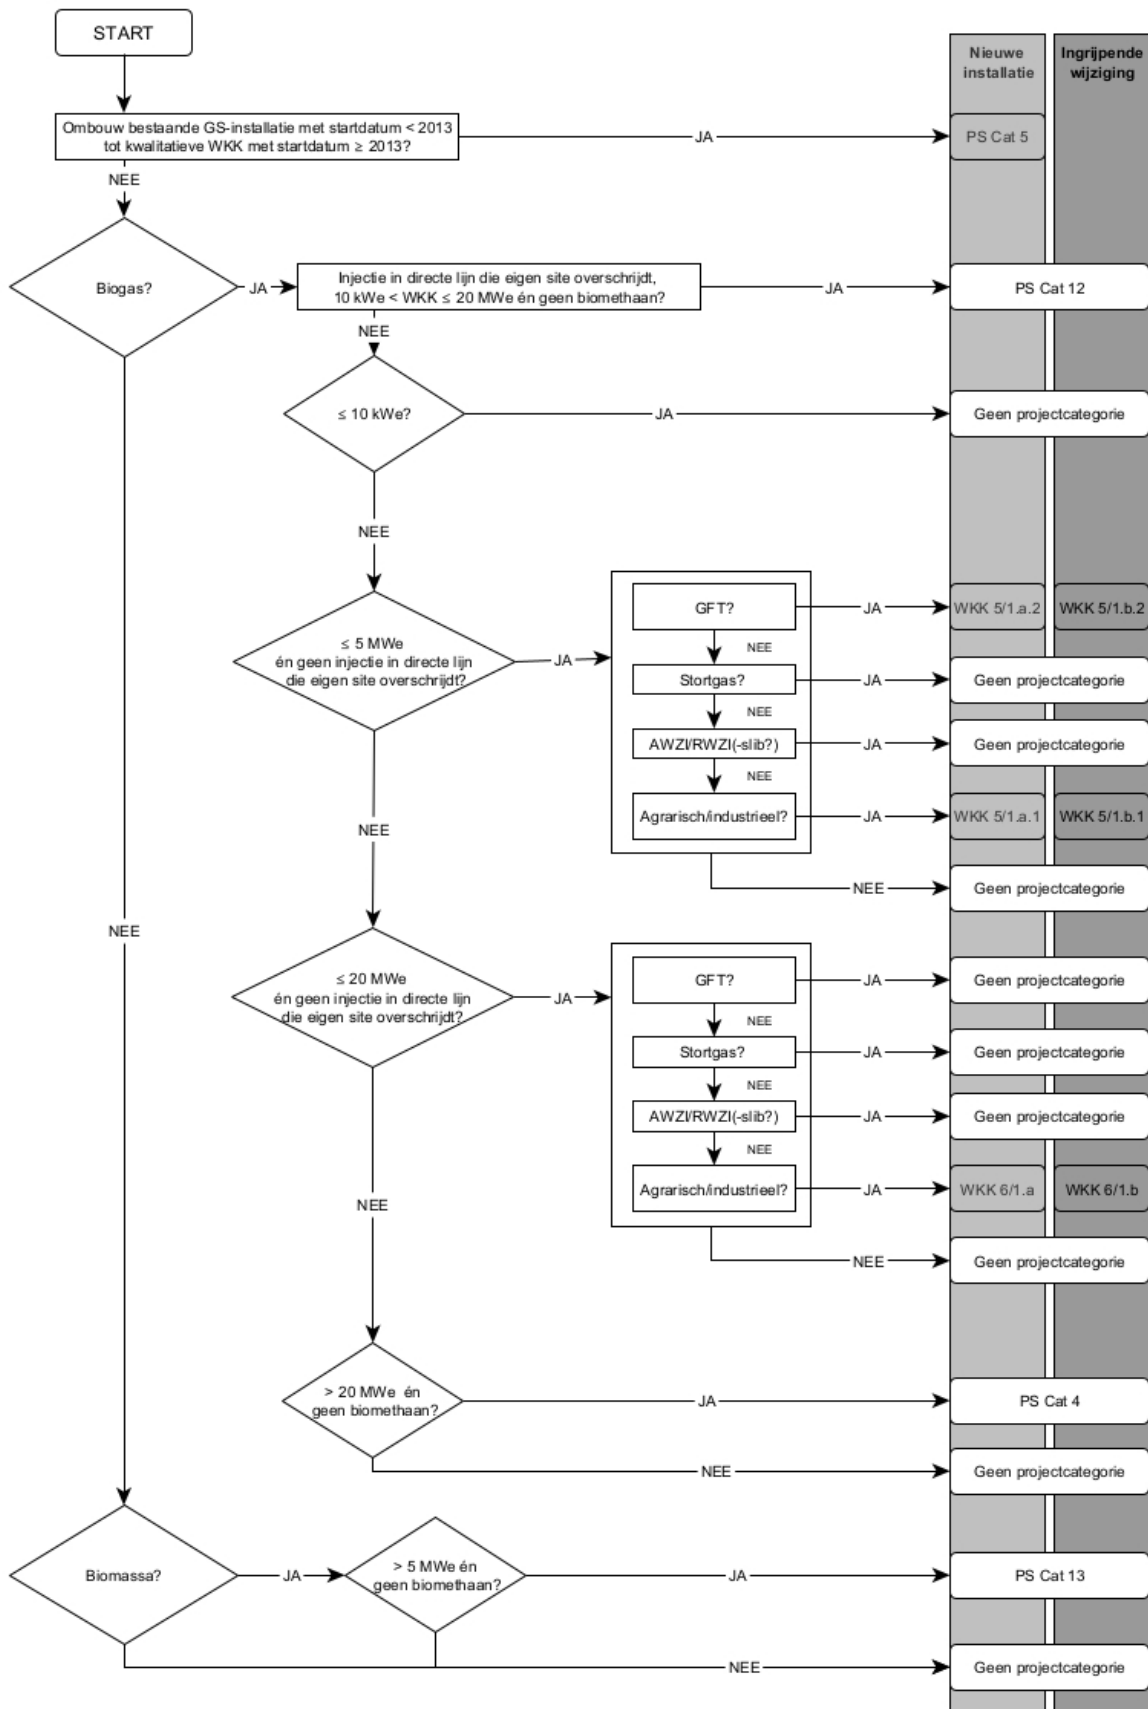 START
Nieuwe
installatie
Ingrijpende
wijziging
Ombouw bestaande GS-installatie met startdatum < 2013
tot kwalitatieve WKK met startdatum ≥ 2013?
JA
PS Cat 5
NEE
Biogas?
JA
Injectie in directe lijn die eigen site overschrijdt,
10 kWe < WKK ≤ 20 MWe én geen biomethaan?
JA
PS Cat 12
NEE
≤ 10 kWe?
JA
Geen projectcategorie
NEE
≤ 5 MWe
én geen injectie in directe lijn
die eigen site overschrijdt?
JA
GFT?
JA
WKK 5/1.a.2
WKK 5/1.b.2
NEE
Stortgas?
JA
Geen projectcategorie
NEE
AWZI/RWZI(-slib?)
JA
Geen projectcategorie
NEE
Agrarisch/industrieel?
JA
WKK 5/1.a.1
WKK 5/1.b.1
NEE
Geen projectcategorie
NEE
NEE
≤ 20 MWe
én geen injectie in directe lijn
die eigen site overschrijdt?
JA
GFT?
JA
Geen projectcategorie
NEE
Stortgas?
JA
Geen projectcategorie
NEE
AWZI/RWZI(-slib?)
JA
Geen projectcategorie
NEE
Agrarisch/industrieel?
JA
WKK 6/1.a
WKK 6/1.b
NEE
Geen projectcategorie
NEE
> 20 MWe én
geen biomethaan?
JA
PS Cat 4
NEE
Geen projectcategorie
Biomassa?
JA
> 5 MWe én
geen biomethaan?
JA
PS Cat 13
NEE
Geen projectcategorie